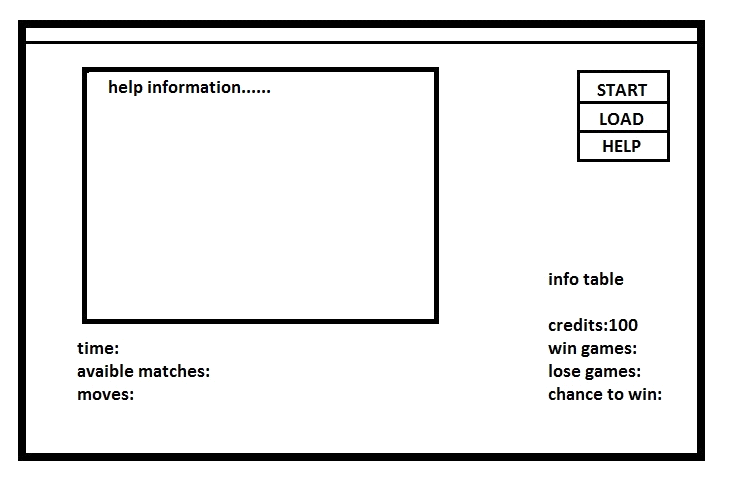 help information......
START
LOAD
HELP
time:
avaible matches:
moves:
info table
credits:100
win games:
lose games:
chance to win: